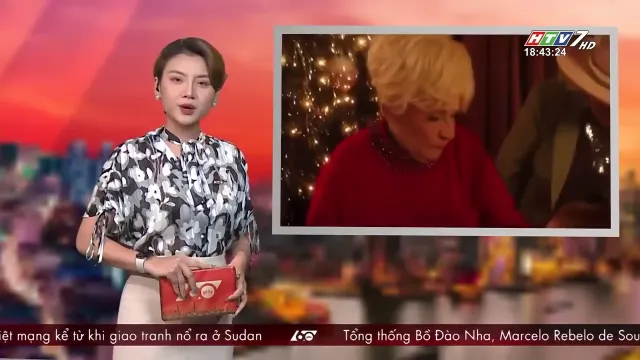 HTV7 HD
18:43:24
iệt mạng kể từ khi giao tranh nổ ra ở Sudan 60 Tổng thống Bồ Đào Nha, Marcelo Rebelo de Sou